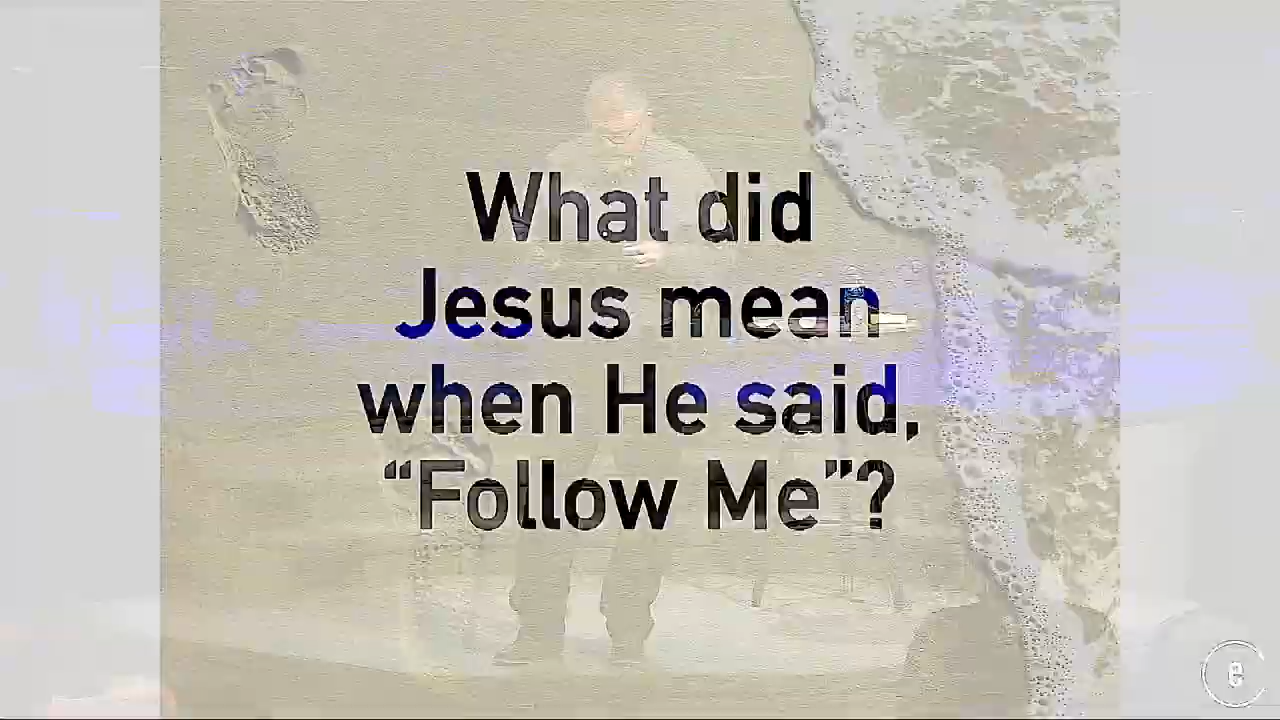 What did
Jesus mean
when He said,
“Follow Me”?
e